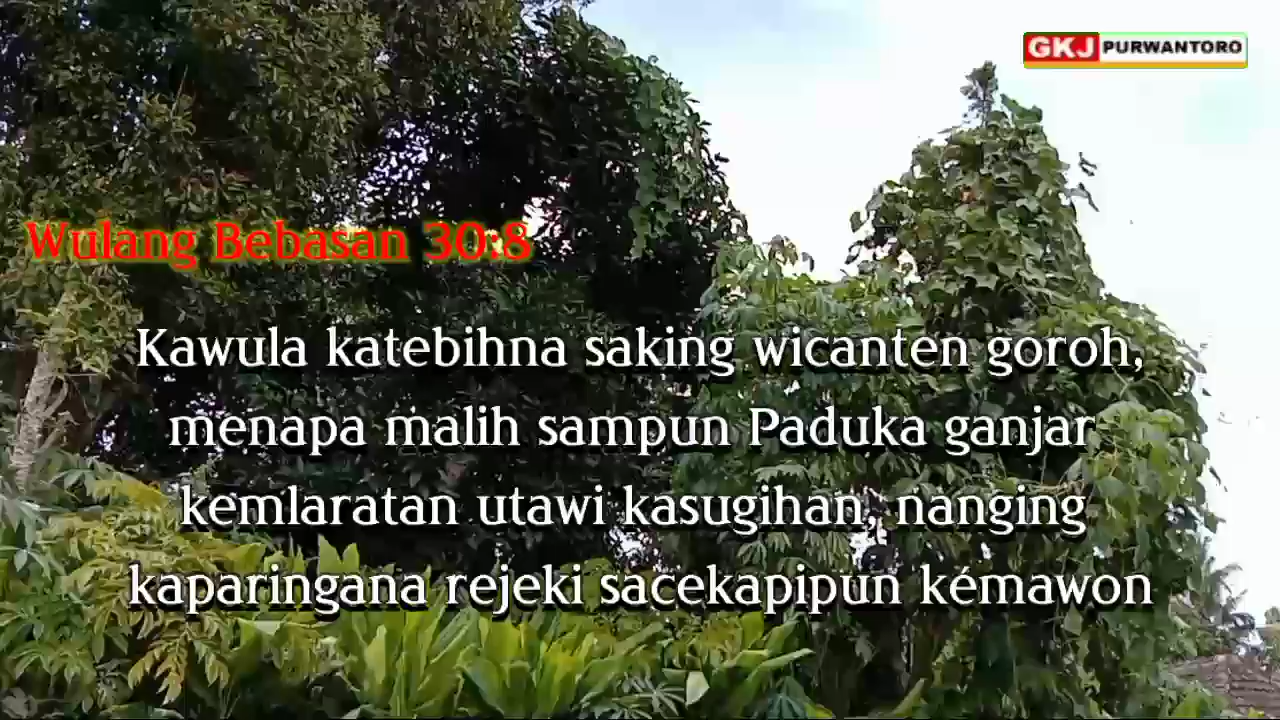 GKJ PURWANTORO
Wulang Bebasan 30:8
Kawula katebihna saking wicanten goroh,
menapa malih sampun Paduka ganjar
kemlaratan utawi kasugihan, nanging
kaparingana rejeki sacekapipun kémawon